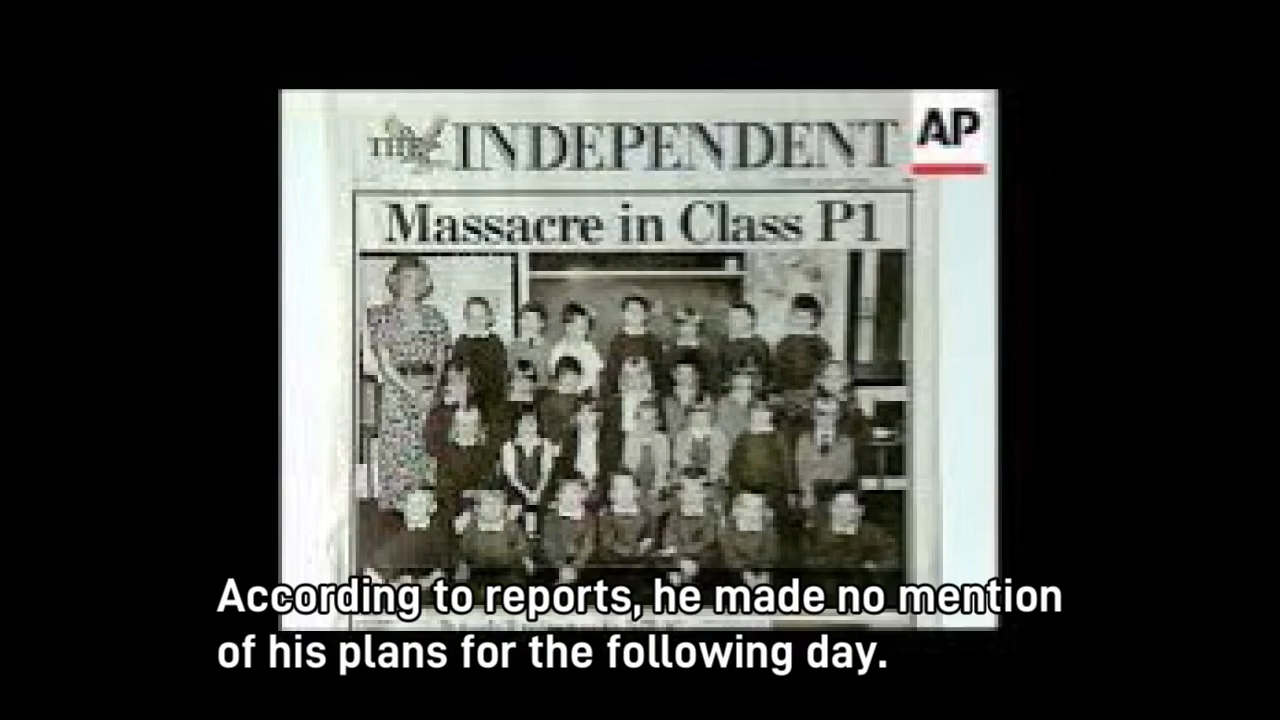 THE INDEPENDENT
AP
Massacre in Class P1
According to reports, he made no mention
of his plans for the following day.